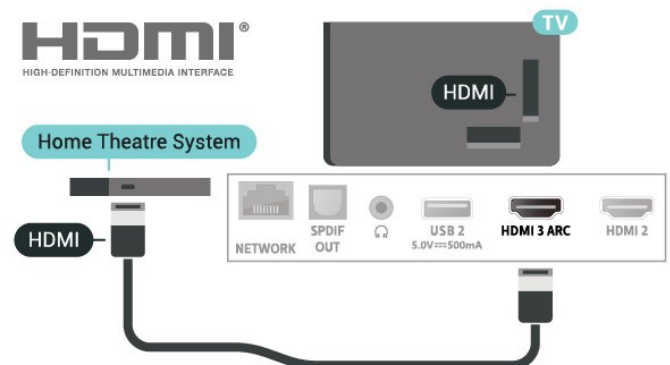 HDMI®
HIGH-DEFINITION MULTIMEDIA INTERFACE
TV
HDMI
Home Theatre System
HDMI
NETWORK
SPDIF
OUT
USB 2
5.0V⎓500mA
HDMI 3 ARC
HDMI 2